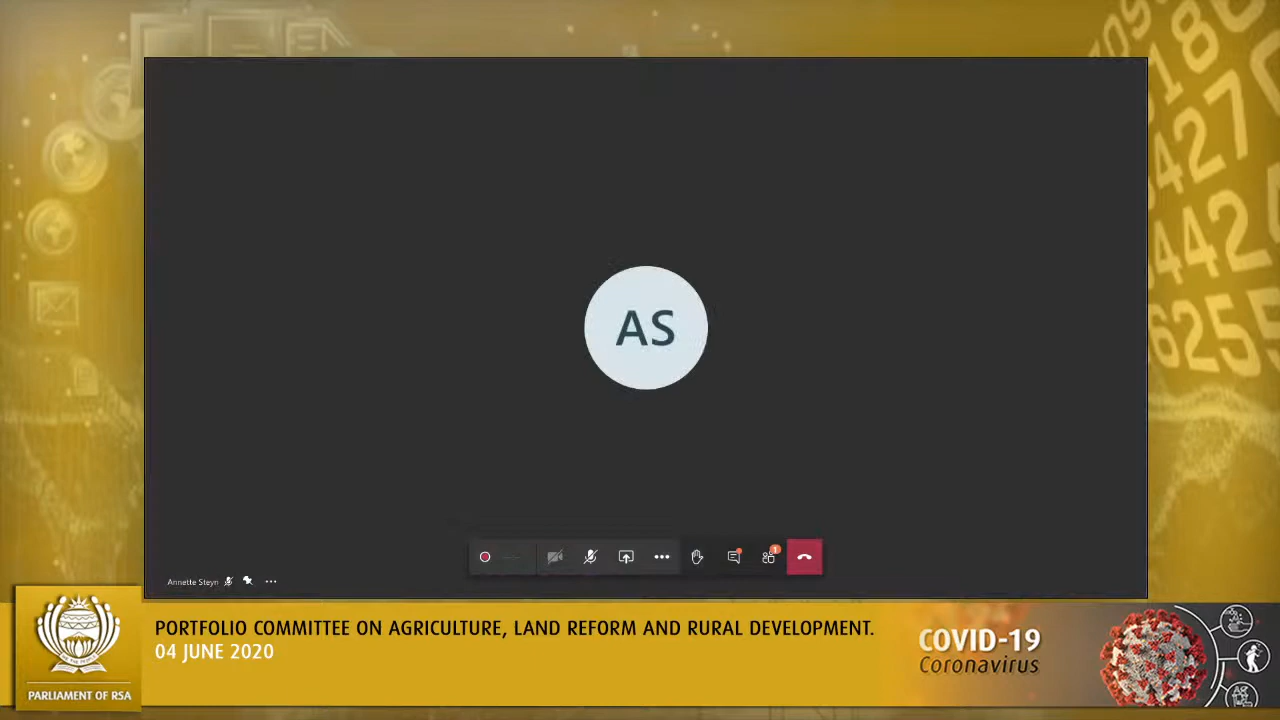 AS
1
Annette Steyn
PORTFOLIO COMMITTEE ON AGRICULTURE, LAND REFORM AND RURAL DEVELOPMENT.
04 JUNE 2020
PARLIAMENT OF RSA
COVID-19
Coronavirus